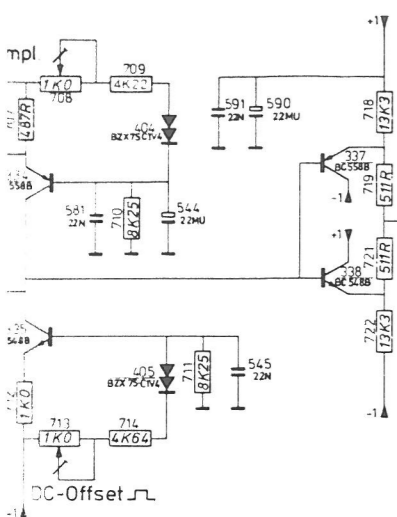 +1
mpl.
709
1K0
4K22
708
487R
404
BZX75C1V4
591
22N
590
22MU
718
13K3
337
BC558B
558B
719
511R
-1
581
22N
710
8K25
544
22MU
+1
721
511R
338
BC548B
548B
405
BZX75C1V4
711
8K25
545
22N
722
13K3
1K0
713
1K0
714
4K64
-1
DC-Offset
-1